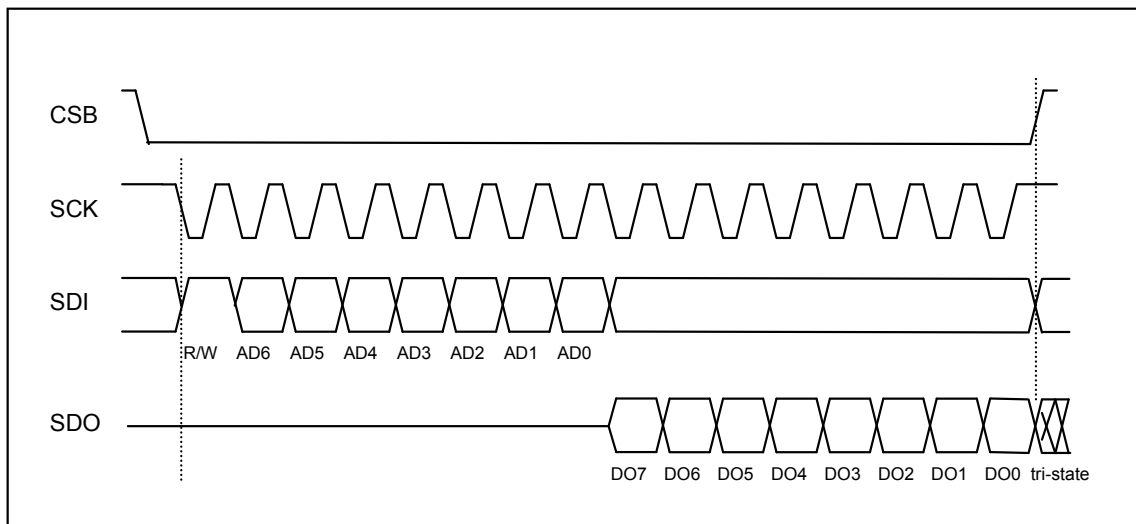 CSB
SCK
SDI
R/W AD6 AD5 AD4 AD3 AD2 AD1 AD0
SDO
DO7 DO6 DO5 DO4 DO3 DO2 DO1 DO0 tri-state